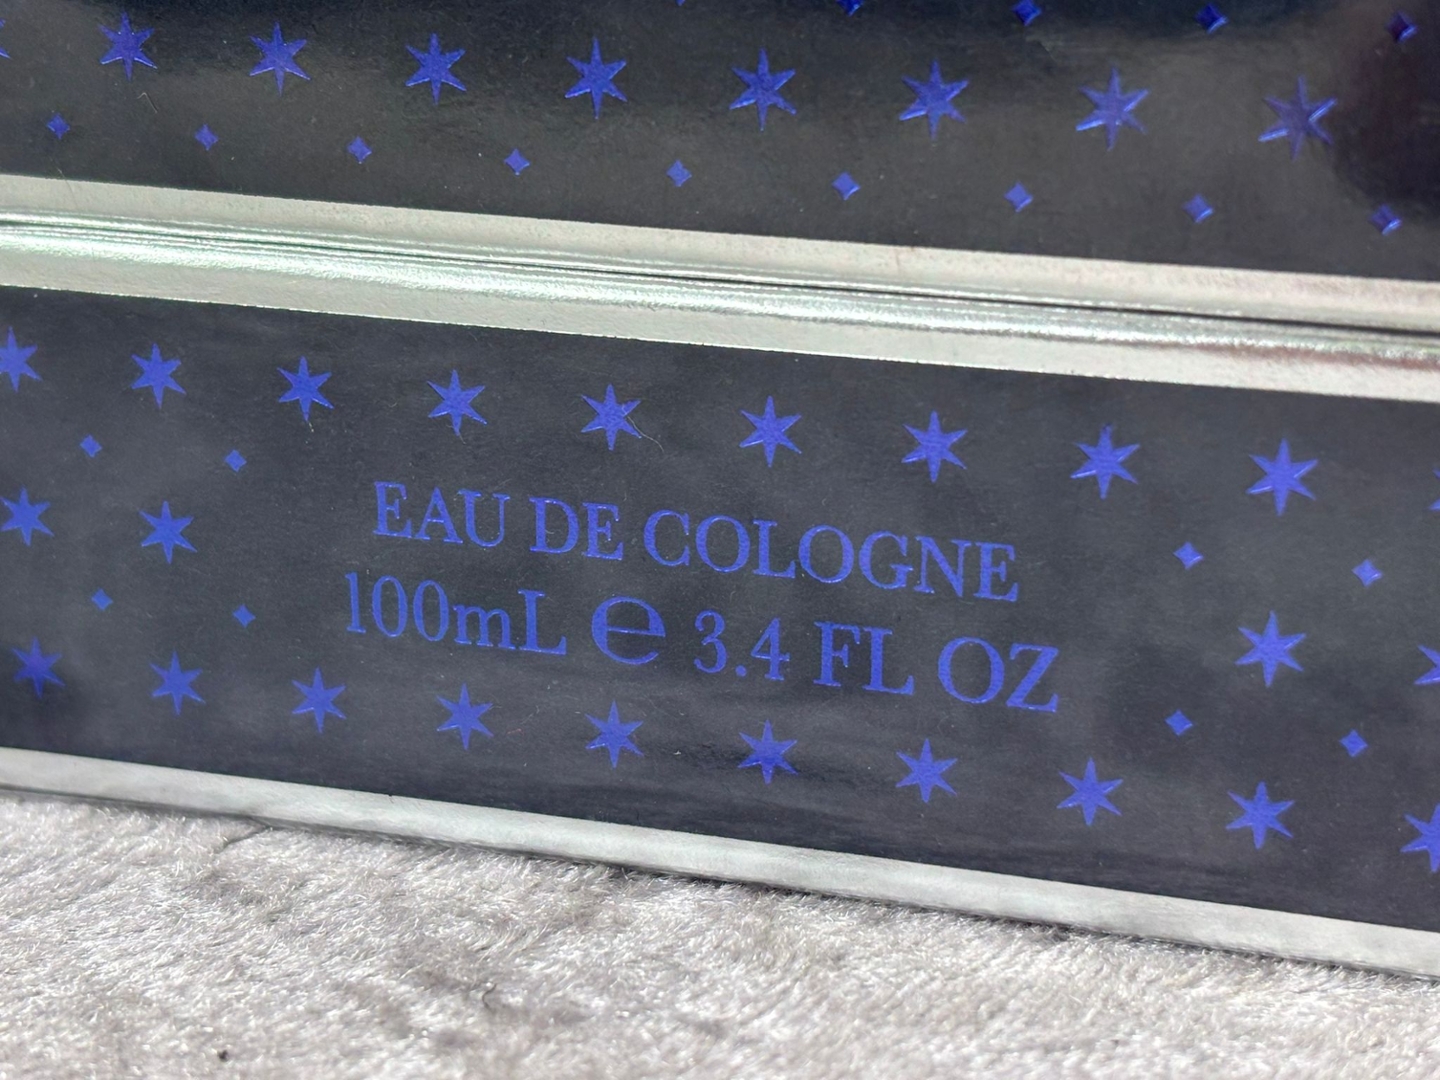 EAU DE COLOGNE
100mL ℮ 3.4 FL OZ